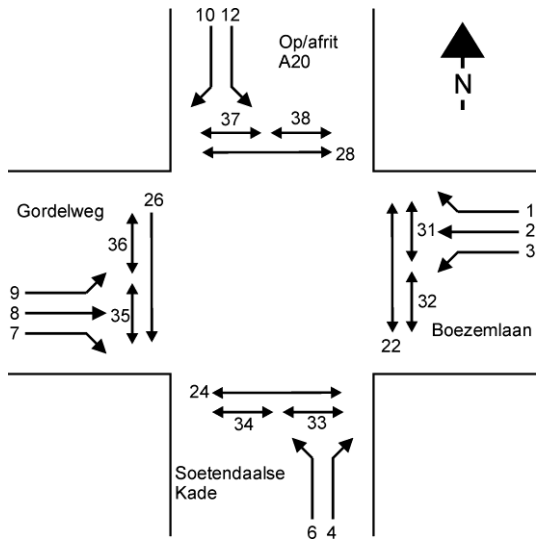 10 12
Op/afrit
A20
N
37 38
28
Gordelweg 26
36
31
1
2
3
9
8
7
35
32
22
Boezemlaan
24
34 33
Soetendaalse
Kade
6 4